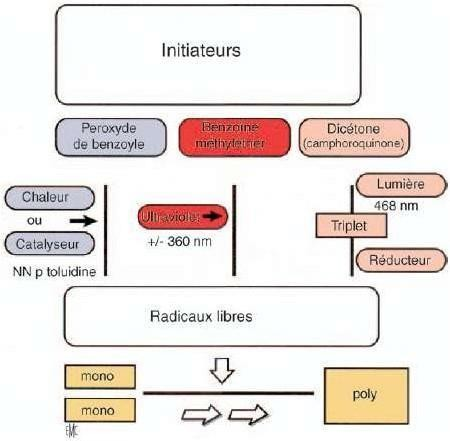 Initiateurs
Peroxyde
de benzoyle
Benzoïne
méthyléther
Dicétone
(camphoroquinone)
Chaleur
ou
Catalyseur
NN p toluidine
Ultraviolet
+/- 360 nm
Lumière
468 nm
Triplet
Réducteur
Radicaux libres
mono
mono
poly
EMC